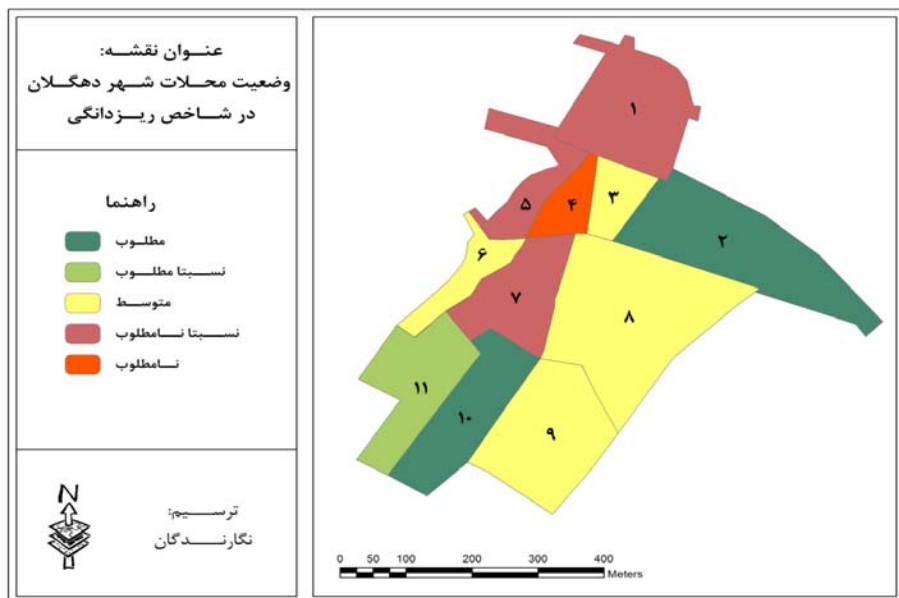 عنوان نقشه:
وضعیت محلات شهر دهگلان
در شاخص ریزدانگی
راهنما
مطلوب
نسبتا مطلوب
متوسط
نسبتا نامطلوب
نامطلوب
N
ترسیم:
نگارندگان
۱
۲
۳
۴
۵
۶
۷
۸
۹
۱۰
۱۱
0 50 100 200 300 400
Meters